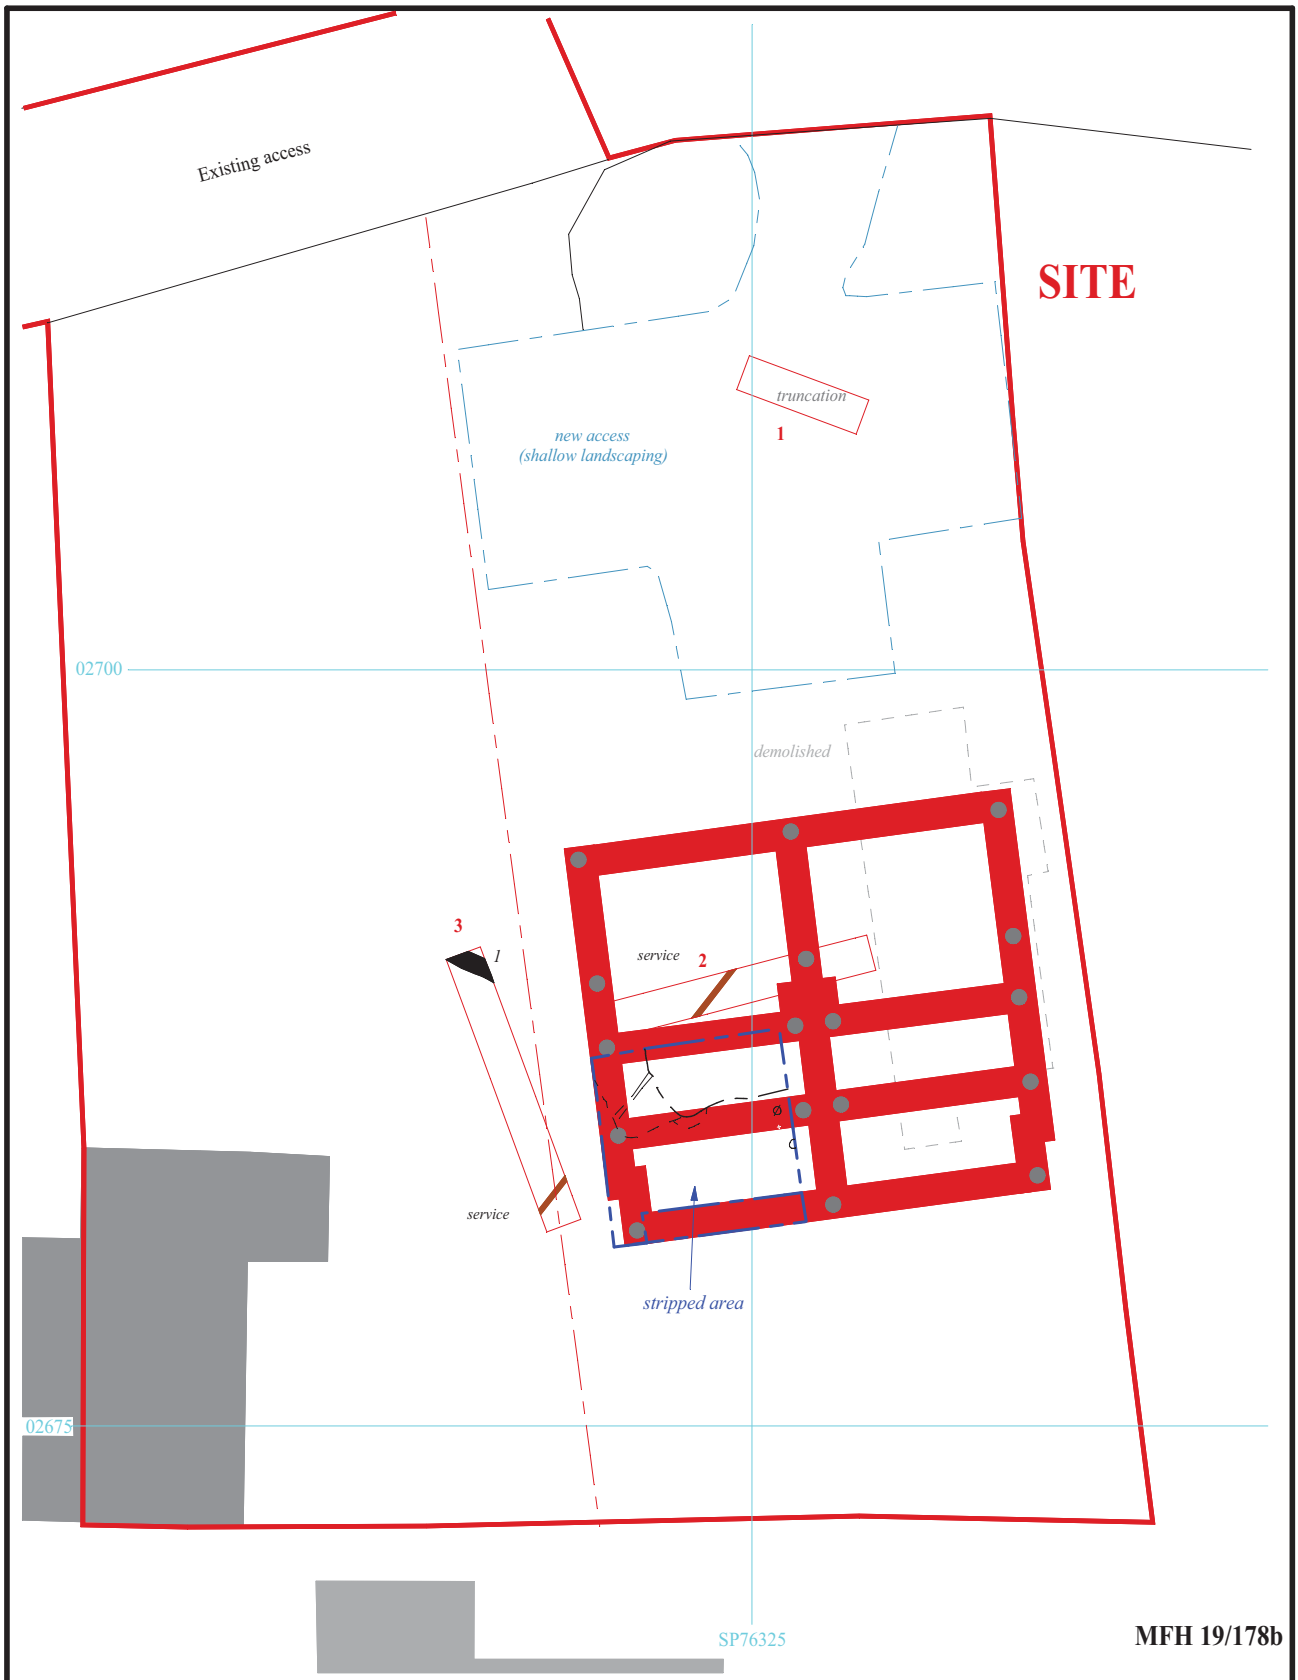 Existing access
SITE
truncation
1
new access
(shallow landscaping)
02700
demolished
3
1
service
2
service
stripped area
02675
SP76325
MFH 19/178b